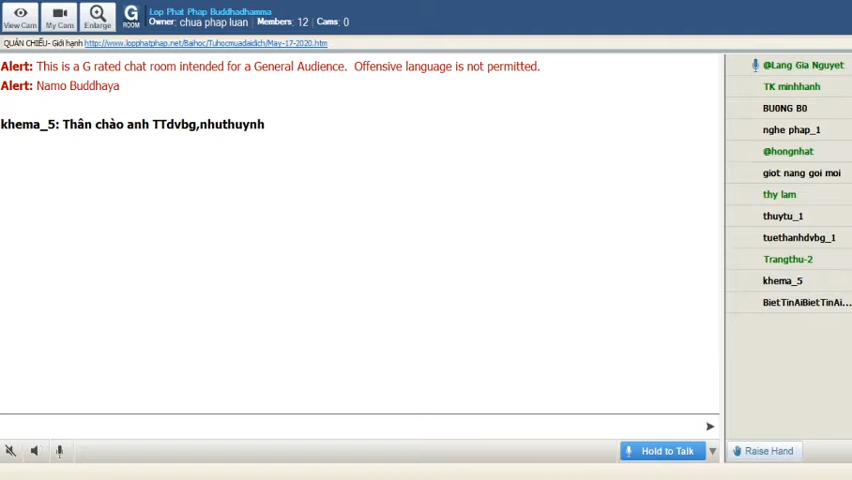 View Cam
My Cam
Enlarge
G
ROOM
Lop Phat Phap Buddhadhamma
Owner: chua phap luan Members: 12 Cams: 0
QUÁN CHIẾU- Giới hạnh http://www.lopphatphap.net/Baihoc/Tuhocmuadaidich/May-17-2020.htm
Alert: This is a G rated chat room intended for a General Audience. Offensive language is not permitted.
Alert: Namo Buddhaya
khema_5: Thân chào anh TTdvbg,nhuthuynh
@Lang Gia Nguyet
TK minhhanh
BU0NG B0
nghe phap_1
@hongnhat
giot nang goi moi
thy lam
thuytu_1
tuethanhdvbg_1
Trangthu-2
khema_5
BietTinAiBietTinAi...
Hold to Talk
Raise Hand